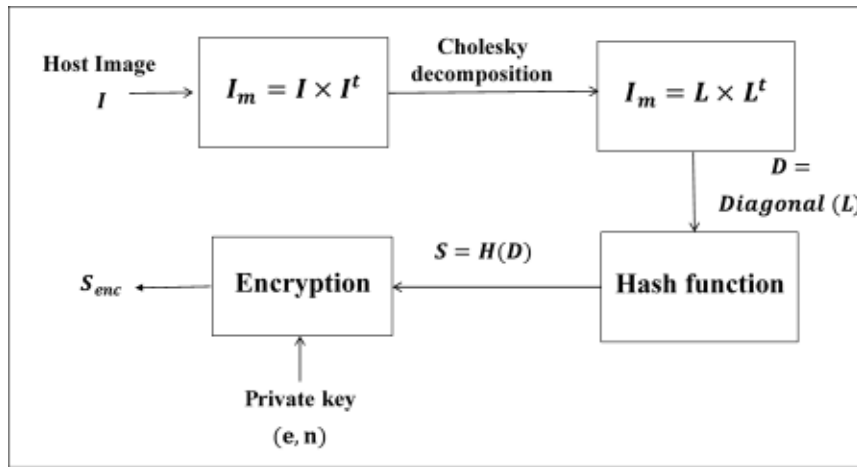 Host Image
I
I_m = I × I^t
Cholesky
decomposition
I_m = L × L^t
D =
Diagonal (L)
Hash function
S = H(D)
Encryption
S_enc
Private key
(e, n)